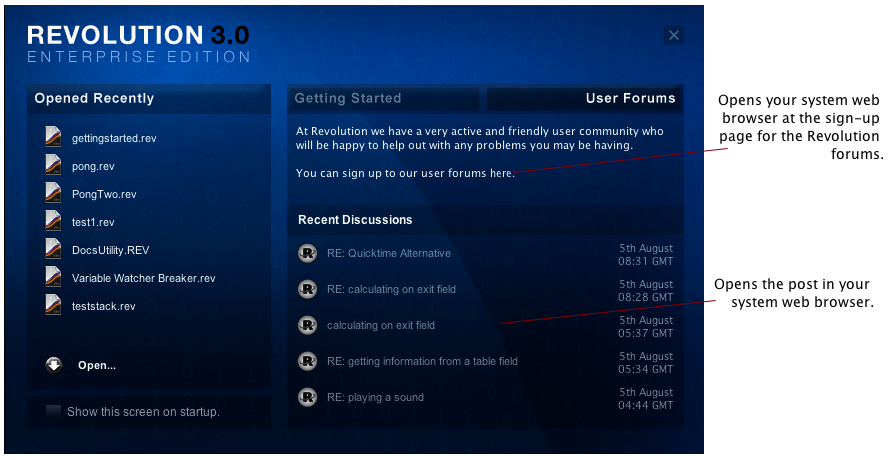 REVOLUTION 3.0
ENTERPRISE EDITION
Opened Recently
gettingstarted.rev
pong.rev
PongTwo.rev
test1.rev
DocsUtility.REV
Variable Watcher Breaker.rev
teststack.rev
Open...
Show this screen on startup.
Getting Started
User Forums
At Revolution we have a very active and friendly user community who
will be happy to help out with any problems you may be having.
You can sign up to our user forums here.
Recent Discussions
RE: Quicktime Alternative
5th August
08:31 GMT
RE: calculating on exit field
5th August
08:28 GMT
calculating on exit field
5th August
05:37 GMT
RE: getting information from a table field
5th August
05:34 GMT
RE: playing a sound
5th August
04:44 GMT
Opens your system web
browser at the sign-up
page for the Revolution
forums.
Opens the post in your
system web browser.